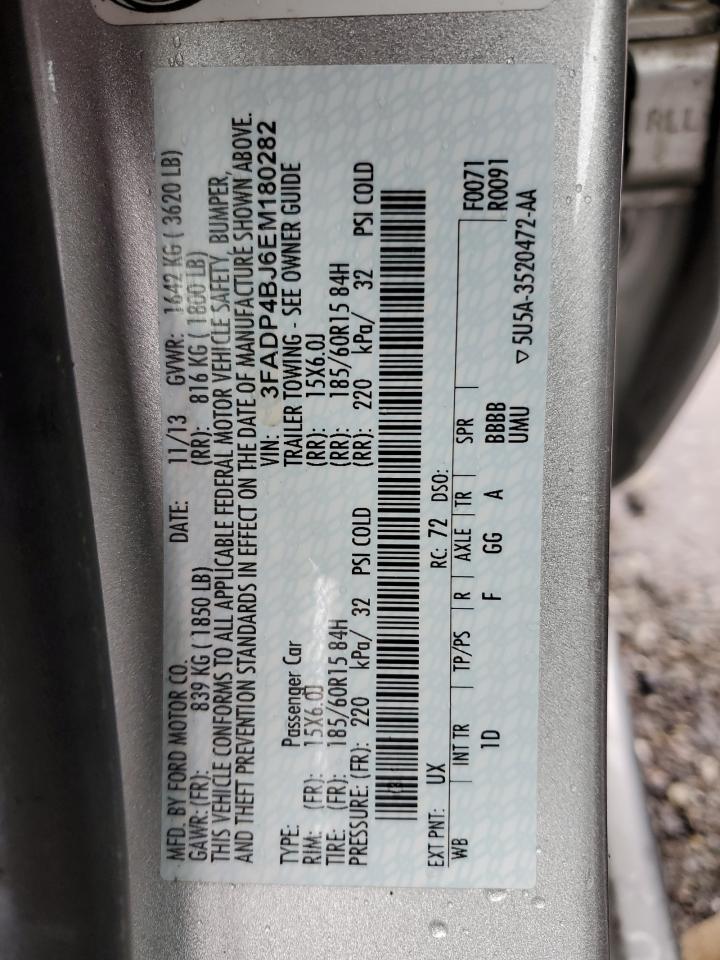 MFD. BY FORD MOTOR CO. DATE: 11/13 GVWR: 1642 KG ( 3620 LB)
GAWR: (FR): 839 KG ( 1850 LB) (RR): 816 KG ( 1800 LB)
THIS VEHICLE CONFORMS TO ALL APPLICABLE FEDERAL MOTOR VEHICLE SAFETY, BUMPER,
AND THEFT PREVENTION STANDARDS IN EFFECT ON THE DATE OF MANUFACTURE SHOWN ABOVE.
VIN: 3FADP4BJ6EM180282
TYPE: Passenger Car TRAILER TOWING - SEE OWNER GUIDE
RIM: (FR): 15X6.0J (RR): 15X6.0J
TIRE: (FR): 185/60R15 84H (RR): 185/60R15 84H
PRESSURE: (FR): 220 kPa/ 32 PSI COLD (RR): 220 kPa/ 32 PSI COLD
EXT PNT: UX RC: 72 DSO: F0071
WB INT TR TP/PS R AXLE TR SPR R0091
1D F GG A BBBB
UMU ▽5U5A-3520472-AA
RLL